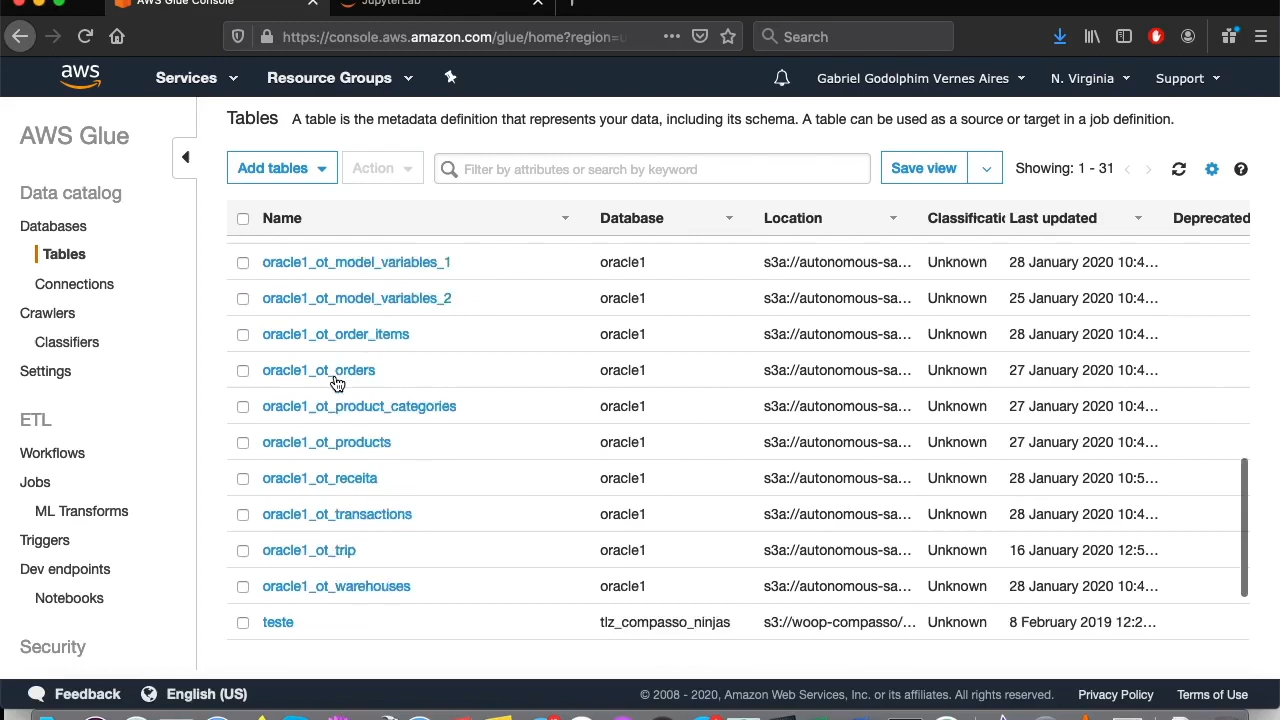 AWS Glue Console
JupyterLab
https://console.aws.amazon.com/glue/home?region=u
Search
aws
Services
Resource Groups
Gabriel Godolphim Vernes Aires
N. Virginia
Support
AWS Glue
Data catalog
Databases
Tables
Connections
Crawlers
Classifiers
Settings
ETL
Workflows
Jobs
ML Transforms
Triggers
Dev endpoints
Notebooks
Security
Tables A table is the metadata definition that represents your data, including its schema. A table can be used as a source or target in a job definition.
Add tables
Action
Filter by attributes or search by keyword
Save view
Showing: 1 - 31
Name Database Location Classificatic Last updated Deprecated
oracle1_ot_model_variables_1 oracle1 s3a://autonomous-sa... Unknown 28 January 2020 10:4...
oracle1_ot_model_variables_2 oracle1 s3a://autonomous-sa... Unknown 25 January 2020 10:4...
oracle1_ot_order_items oracle1 s3a://autonomous-sa... Unknown 28 January 2020 10:4...
oracle1_ot_orders oracle1 s3a://autonomous-sa... Unknown 27 January 2020 10:4...
oracle1_ot_product_categories oracle1 s3a://autonomous-sa... Unknown 27 January 2020 10:4...
oracle1_ot_products oracle1 s3a://autonomous-sa... Unknown 27 January 2020 10:4...
oracle1_ot_receita oracle1 s3a://autonomous-sa... Unknown 28 January 2020 10:5...
oracle1_ot_transactions oracle1 s3a://autonomous-sa... Unknown 28 January 2020 10:4...
oracle1_ot_trip oracle1 s3a://autonomous-sa... Unknown 16 January 2020 12:5...
oracle1_ot_warehouses oracle1 s3a://autonomous-sa... Unknown 28 January 2020 10:4...
teste tlz_compasso_ninjas s3://woop-compasso/... Unknown 8 February 2019 12:2...
Feedback
English (US)
© 2008 - 2020, Amazon Web Services, Inc. or its affiliates. All rights reserved.
Privacy Policy
Terms of Use